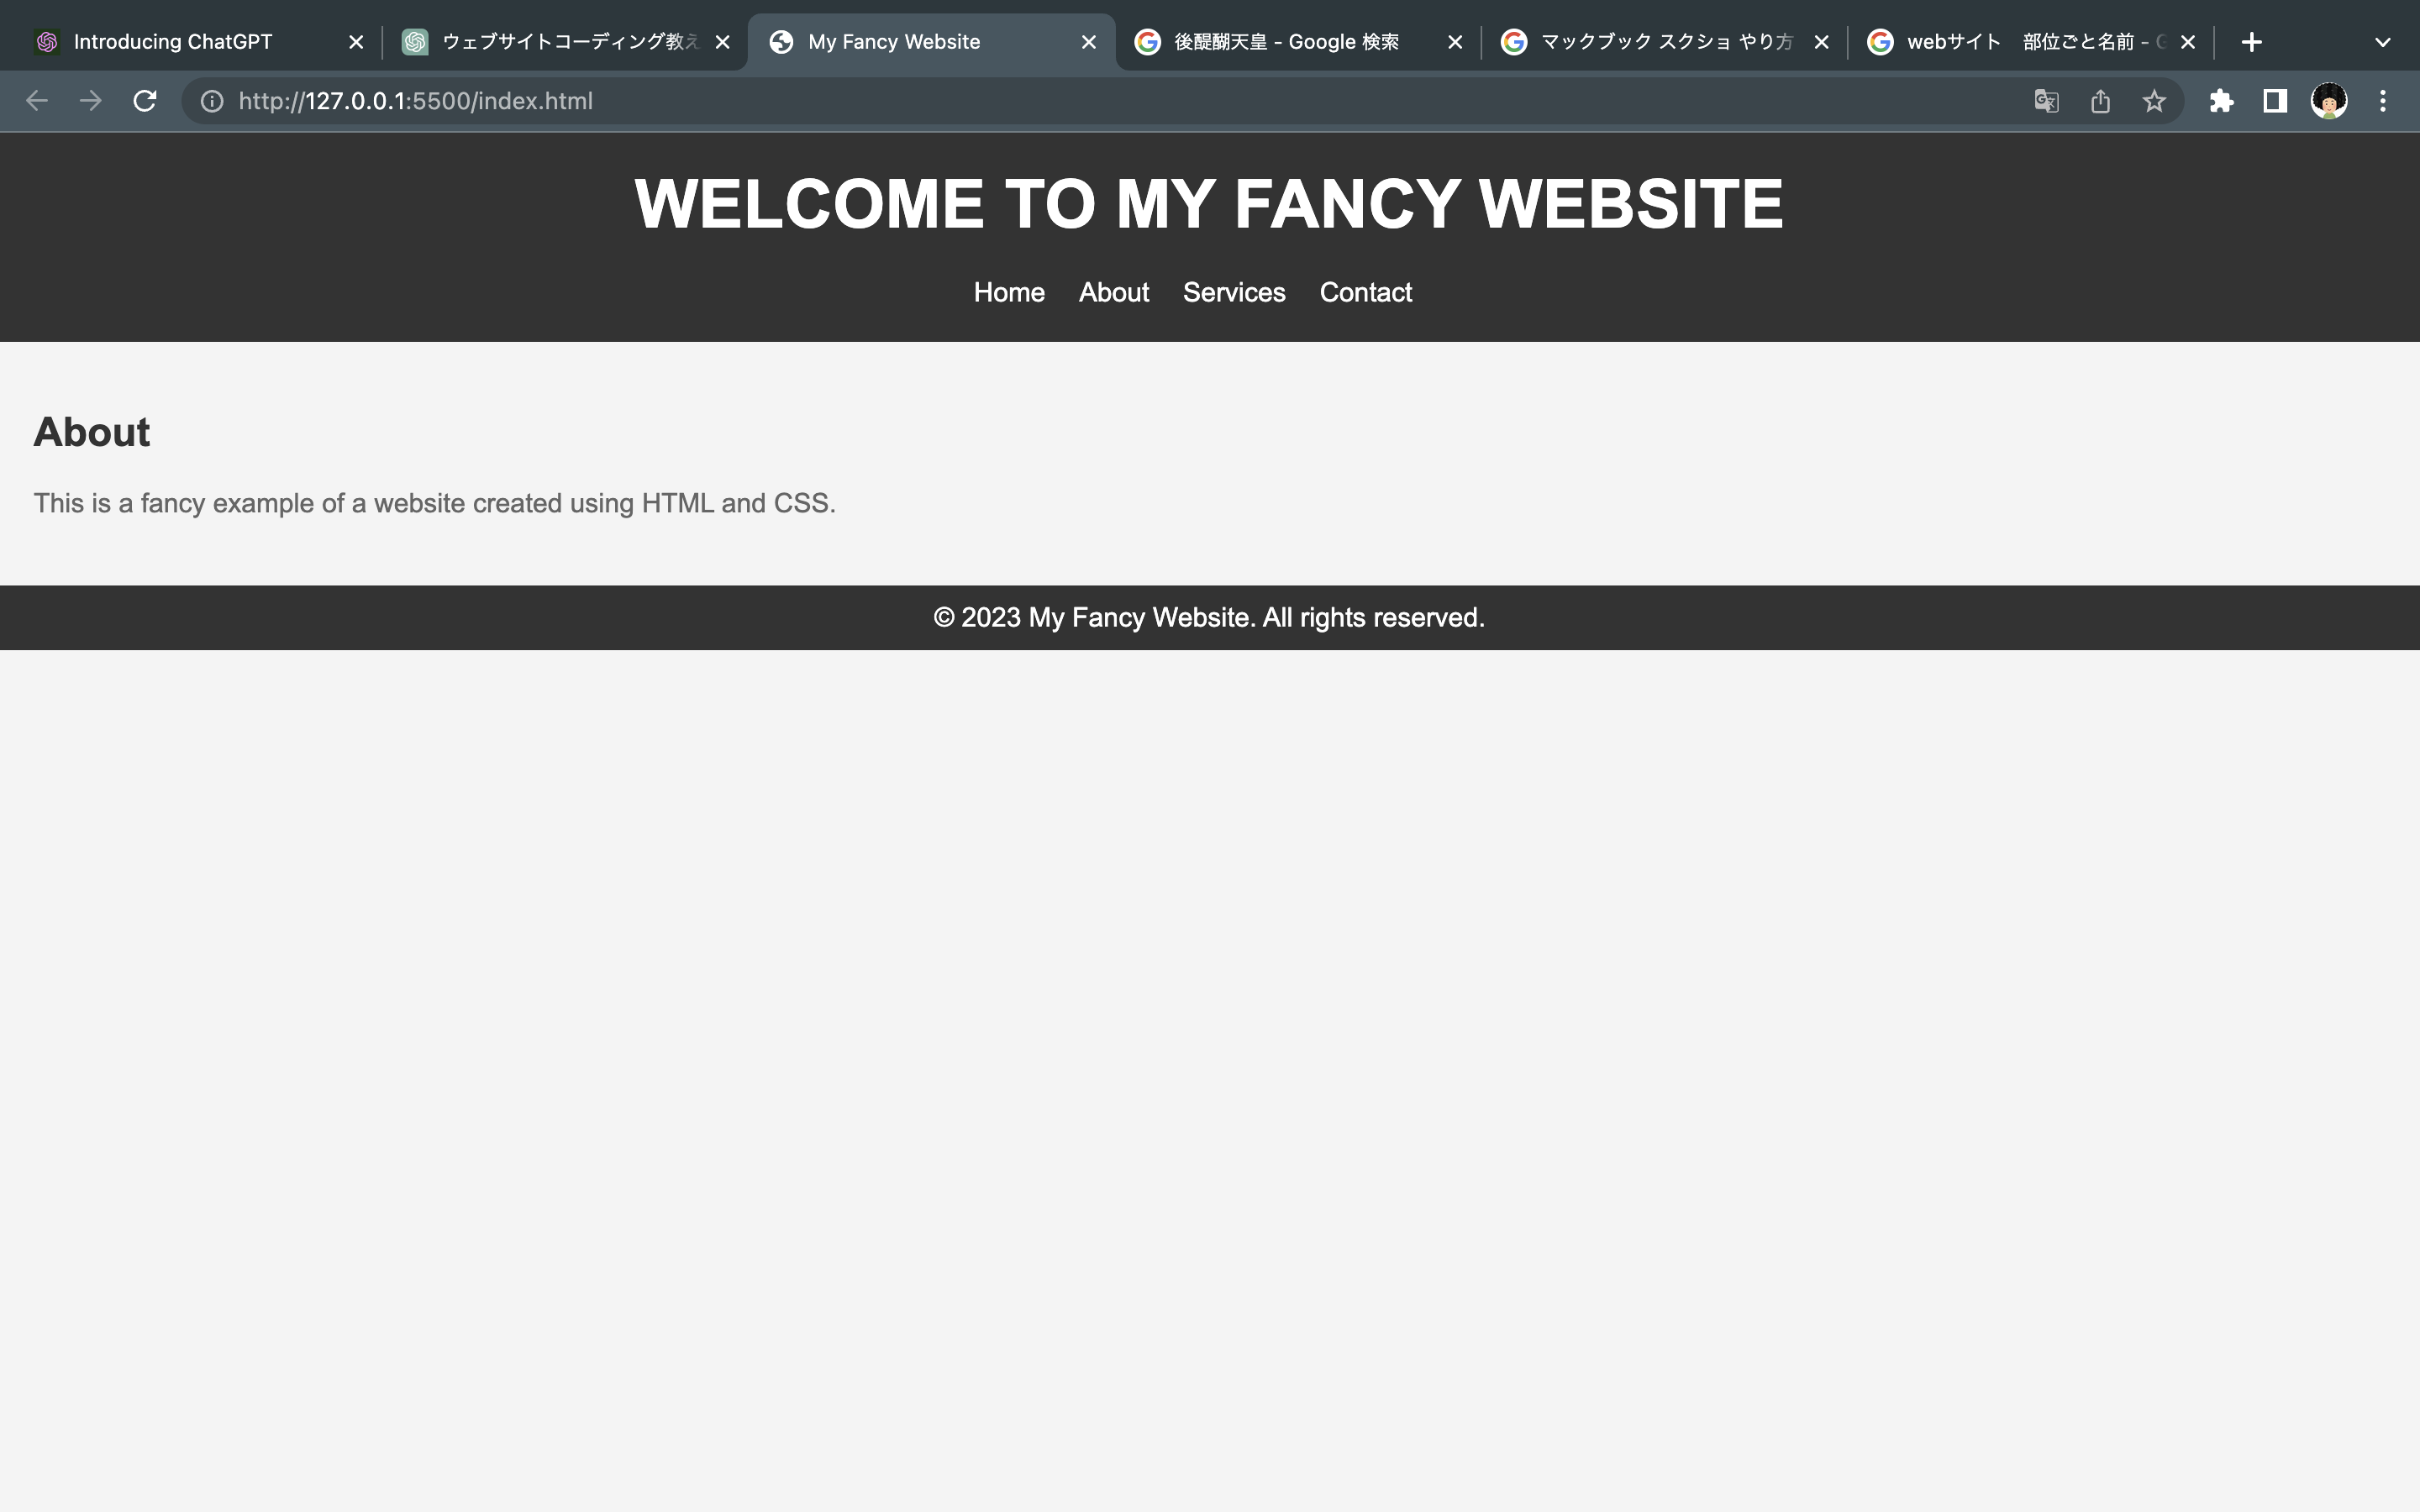 Introducing ChatGPT
ウェブサイトコーディング教え
My Fancy Website
後醍醐天皇 - Google 検索
マックブック スクショ やり方
webサイト　部位ごと名前 - G
http://127.0.0.1:5500/index.html
WELCOME TO MY FANCY WEBSITE
Home About Services Contact
About
This is a fancy example of a website created using HTML and CSS.
© 2023 My Fancy Website. All rights reserved.